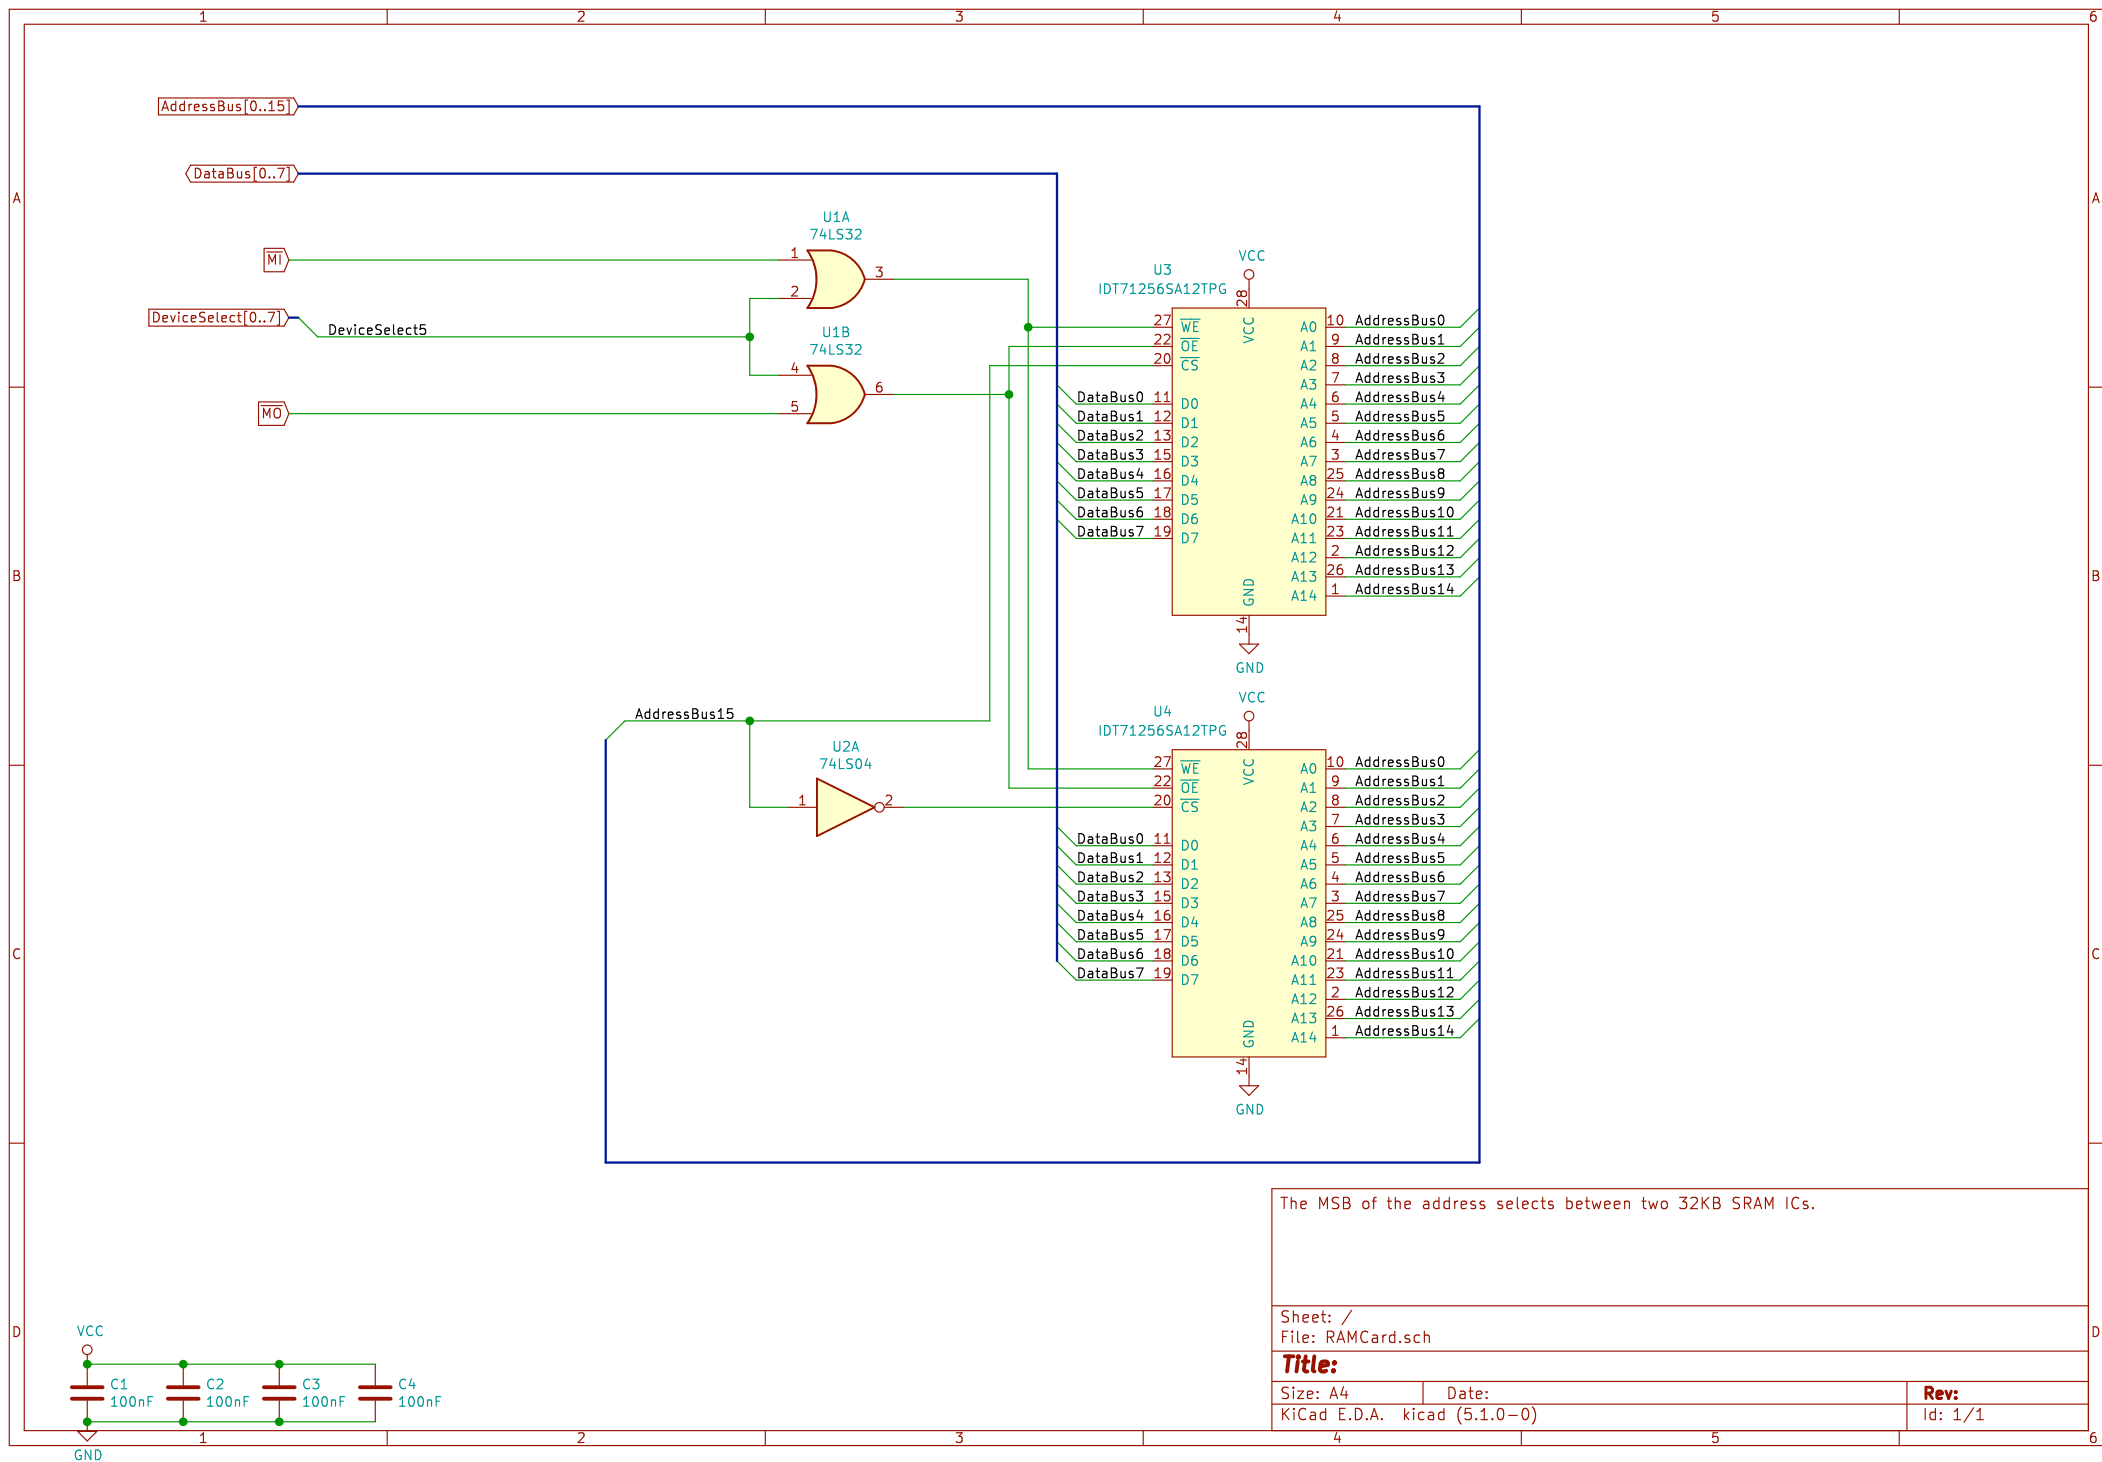 1 2 3 4 5 6
AddressBus[0..15]
DataBus[0..7]
A A
U1A
74LS32
MI
1
2
3
DeviceSelect[0..7]
DeviceSelect5
U1B
74LS32
4
5
6
MO
VCC
U3
IDT71256SA12TPG
28
VCC
27 WE A0 10 AddressBus0
22 OE A1 9 AddressBus1
20 CS A2 8 AddressBus2
A3 7 AddressBus3
DataBus0 11 D0 A4 6 AddressBus4
DataBus1 12 D1 A5 5 AddressBus5
DataBus2 13 D2 A6 4 AddressBus6
DataBus3 15 D3 A7 3 AddressBus7
DataBus4 16 D4 A8 25 AddressBus8
DataBus5 17 D5 A9 24 AddressBus9
DataBus6 18 D6 A10 21 AddressBus10
DataBus7 19 D7 A11 23 AddressBus11
A12 2 AddressBus12
B B
A13 26 AddressBus13
A14 1 AddressBus14
GND
14
GND
AddressBus15
U2A
74LS04
1 2
VCC
U4
IDT71256SA12TPG
28
VCC
27 WE A0 10 AddressBus0
22 OE A1 9 AddressBus1
20 CS A2 8 AddressBus2
A3 7 AddressBus3
DataBus0 11 D0 A4 6 AddressBus4
DataBus1 12 D1 A5 5 AddressBus5
DataBus2 13 D2 A6 4 AddressBus6
DataBus3 15 D3 A7 3 AddressBus7
DataBus4 16 D4 A8 25 AddressBus8
DataBus5 17 D5 A9 24 AddressBus9
C C
DataBus6 18 D6 A10 21 AddressBus10
DataBus7 19 D7 A11 23 AddressBus11
A12 2 AddressBus12
A13 26 AddressBus13
A14 1 AddressBus14
GND
14
GND
The MSB of the address selects between two 32KB SRAM ICs.
Sheet: /
File: RAMCard.sch
Title:
Size: A4 Date: Rev:
KiCad E.D.A. kicad (5.1.0-0) Id: 1/1
D D
VCC
C1
100nF
C2
100nF
C3
100nF
C4
100nF
GND
1 2 3 4 5 6